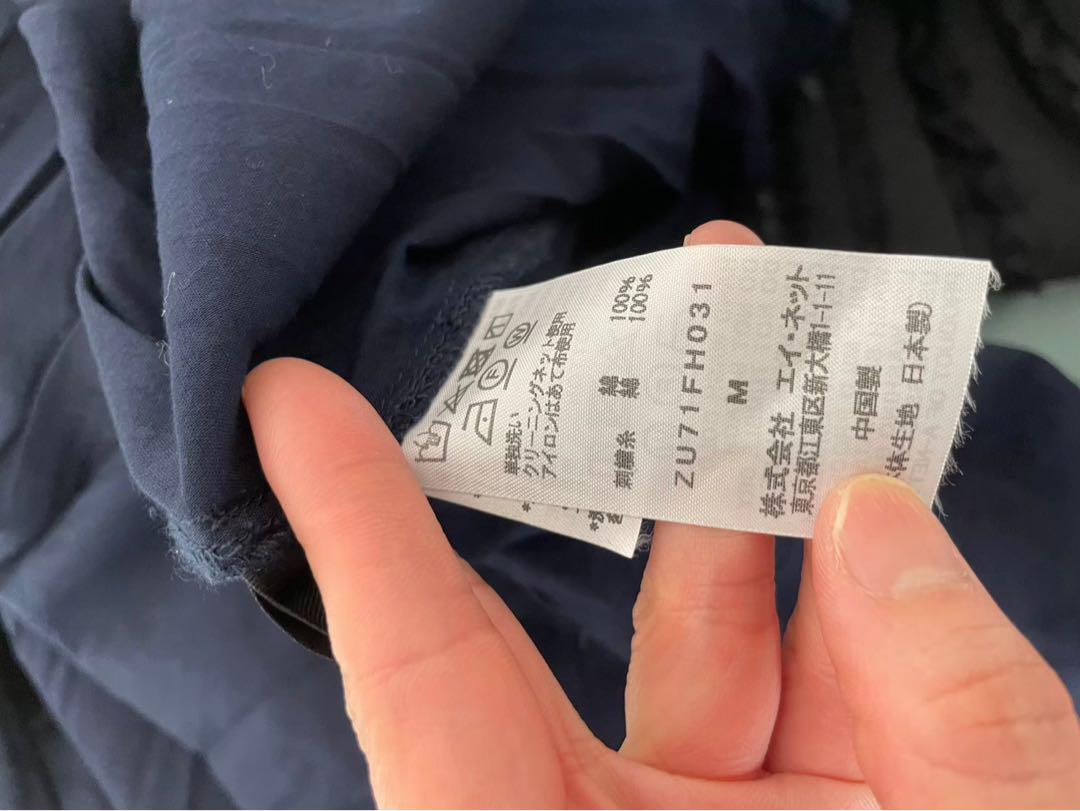 単独洗い
クリーニングネット使用
アイロンはあて布使用
綿 100%
刺繍糸 綿 100%
ZU71FH031
M
株式会社 エイ・ネット
東京都江東区新大橋1-1-11
中国製
体生地 日本製)